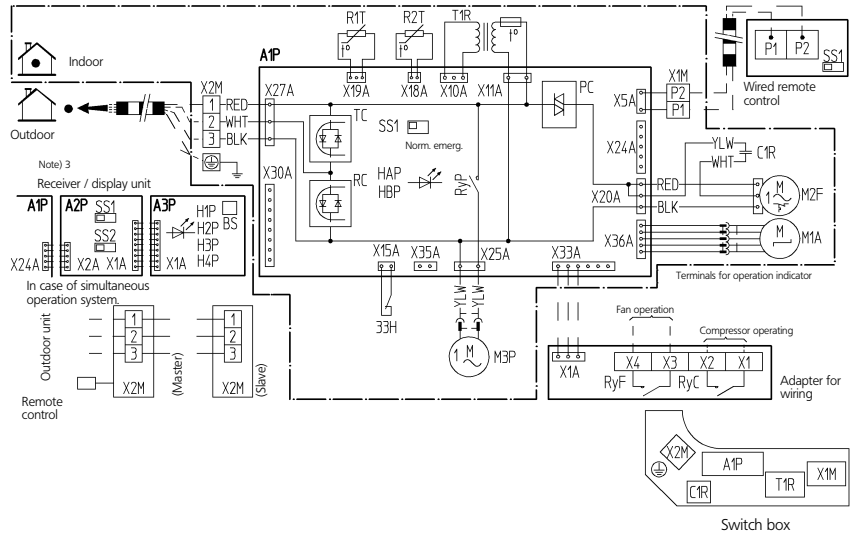 Indoor
Outdoor
Note) 3
Receiver / display unit
X2M
1 RED
2 WHT
3 BLK
R1T
t°
R2T
t°
T1R
A1P
X27A
X19A
X18A
X10A
X11A
PC
TC
SS1
Norm. emerg.
RC
HAP
HBP
RyP
X30A
X15A
X35A
X25A
X33A
X5A
X24A
X20A
X36A
X1M
P2
P1
P1 P2
SS1
Wired remote
control
YLW
WHT
C1R
RED
BLK
M
1
M2F
M
M1A
Terminals for operation indicator
33H
YLW
YLW
M
1
M3P
A1P
X24A
A2P
SS1
SS2
X2A X1A
A3P
H1P
H2P
H3P
H4P
BS
X1A
In case of simultaneous
operation system.
Outdoor unit
1
2
3
X2M
(Master)
1
2
3
X2M
(Slave)
Remote
control
Fan operation
Compressor operating
X1A
X4 X3 X2 X1
RyF
RyC
Adapter for
wiring
X2M
A1P
C1R
T1R
X1M
Switch box